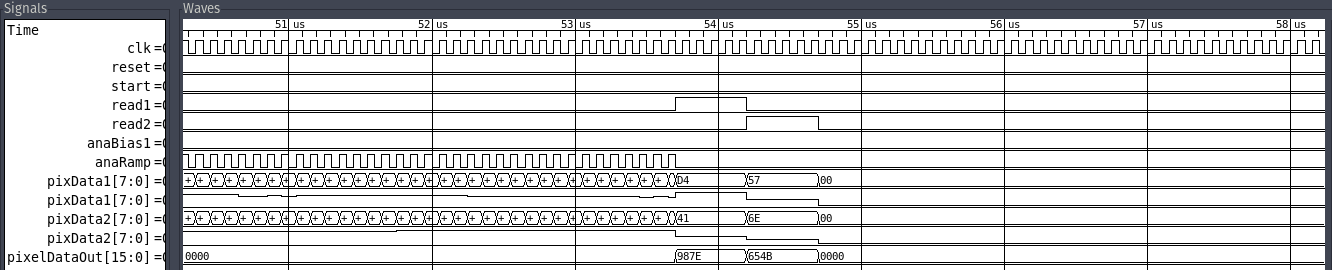 Signals
Waves
Time
51 us 52 us 53 us 54 us 55 us 56 us 57 us 58 us
clk =0
reset =0
start =0
read1 =0
read2 =0
anaBias1 =0
anaRamp =0
pixData1[7:0] =0 + + + + + + + + + + + + + + + + + + + + + + + + + + + + + + + + + + D4 57 00
pixData1[7:0] =0
pixData2[7:0] =0 + + + + + + + + + + + + + + + + + + + + + + + + + + + + + + + + + + 41 6E 00
pixData2[7:0] =0
pixelDataOut[15:0] =0 0000 987E 654B 0000